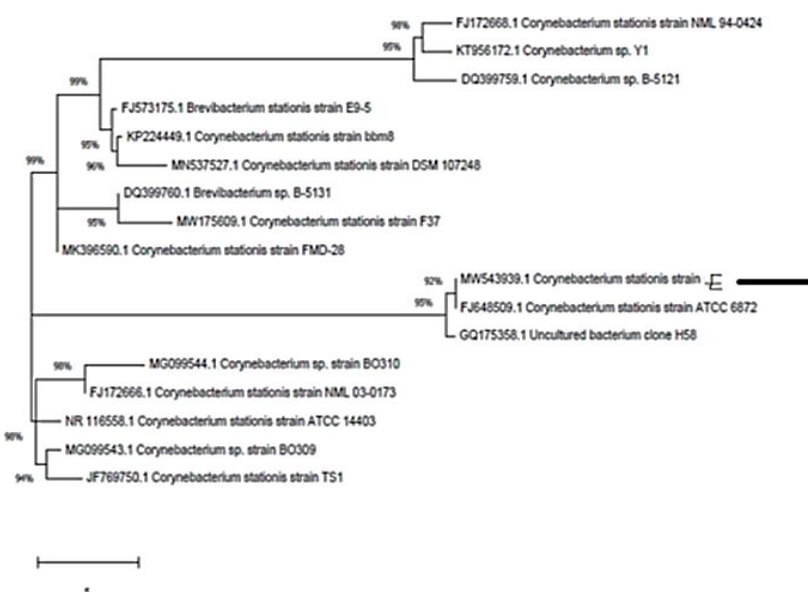 98%
FJ172668.1 Corynebacterium stationis strain NML 94-0424
95%
KT956172.1 Corynebacterium sp. Y1
DQ399759.1 Corynebacterium sp. B-5121
99%
FJ573175.1 Brevibacterium stationis strain E9-5
KP224449.1 Corynebacterium stationis strain bbm8
95%
96%
MN537527.1 Corynebacterium stationis strain DSM 107248
99%
DQ399760.1 Brevibacterium sp. B-5131
95%
MW175609.1 Corynebacterium stationis strain F37
MK396590.1 Corynebacterium stationis strain FMD-28
92%
MW543939.1 Corynebacterium stationis strain E
95%
FJ648509.1 Corynebacterium stationis strain ATCC 6872
GQ175358.1 Uncultured bacterium clone H58
98%
MG099544.1 Corynebacterium sp. strain BO310
FJ172666.1 Corynebacterium stationis strain NML 03-0173
NR 116558.1 Corynebacterium stationis strain ATCC 14403
98%
MG099543.1 Corynebacterium sp. strain BO309
94%
JF769750.1 Corynebacterium stationis strain TS1